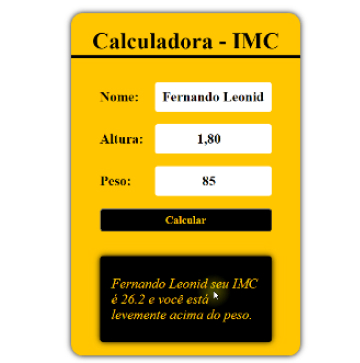 Calculadora - IMC
Nome: Fernando Leonid
Altura: 1,80
Peso: 85
Calcular
Fernando Leonid seu IMC
é 26.2 e você está
levemente acima do peso.